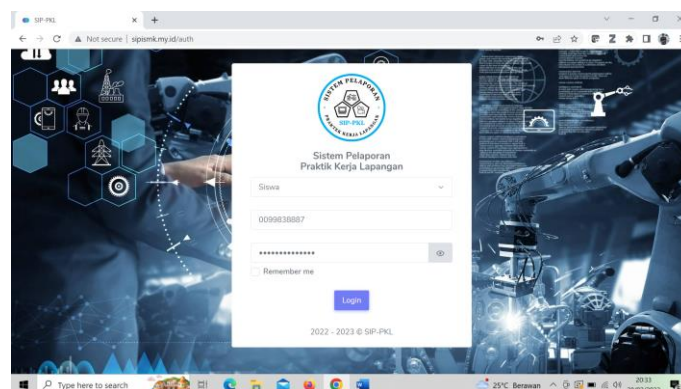 SIP-PKL
Not secure | sipismk.my.id/auth
SISTEM PELAPORAN
SIP-PKL
PRAKTIK KERJA LAPANGAN
Sistem Pelaporan
Praktik Kerja Lapangan
Siswa
0099838887
Remember me
Login
2022 - 2023 © SIP-PKL
Type here to search
25°C Berawan
20:33